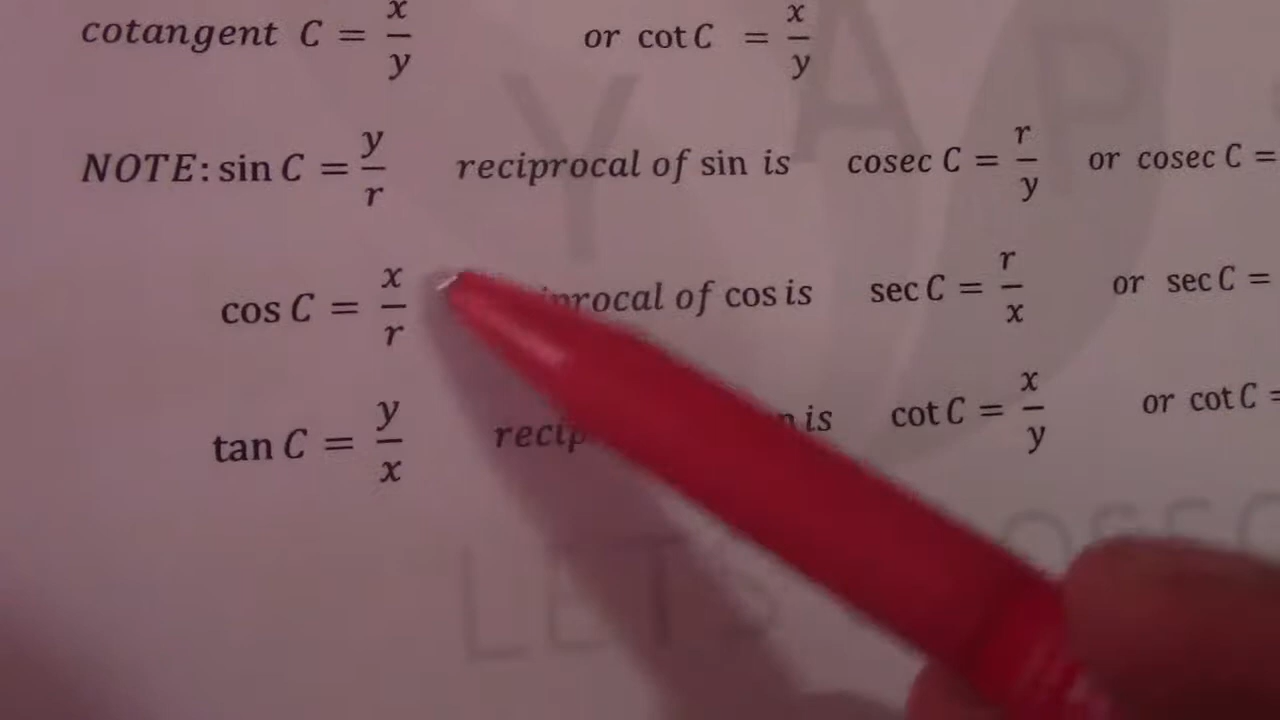 cotangent C = x/y or cot C = x/y
NOTE: sin C = y/r reciprocal of sin is cosec C = r/y or cosec C =
cos C = x/r of cos is sec C = r/x or sec C =
tan C = y/x is cot C = x/y or cot C =
Y A P
LETS